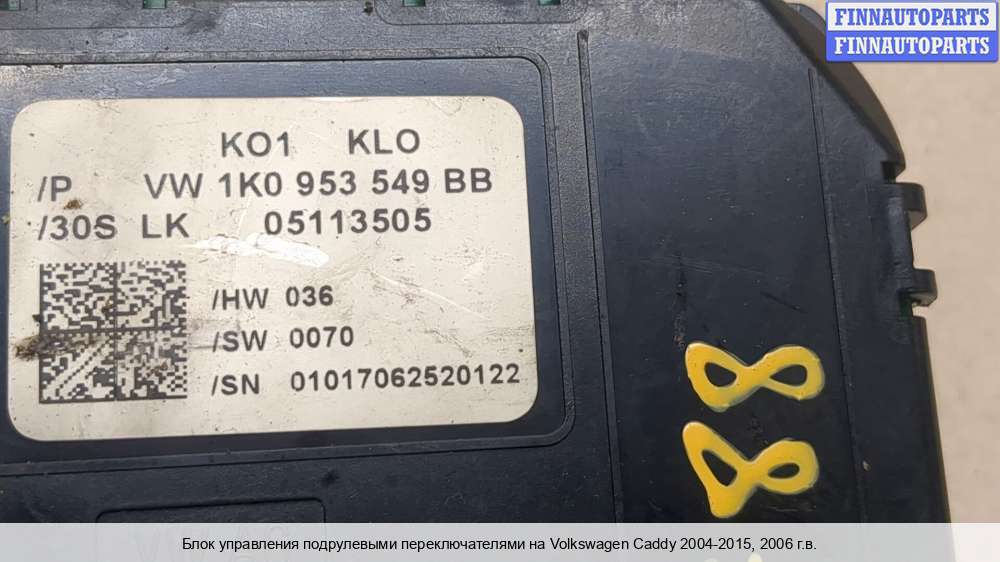 FINNAUTOPARTS
FINNAUTOPARTS
KO1 KLO
/P VW 1K0 953 549 BB
/30S LK 05113505
/HW 036
/SW 0070
/SN 01017062520122
88
Блок управления подрулевыми переключателями на Volkswagen Caddy 2004-2015, 2006 г.в.